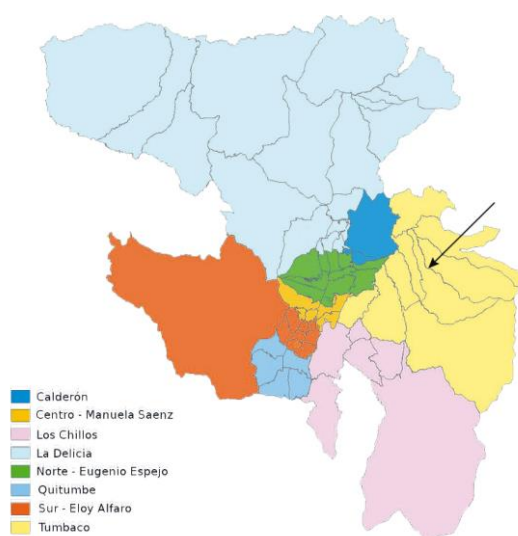 Calderón
Centro - Manuela Saenz
Los Chillos
La Delicia
Norte - Eugenio Espejo
Quitumbe
Sur - Eloy Alfaro
Tumbaco